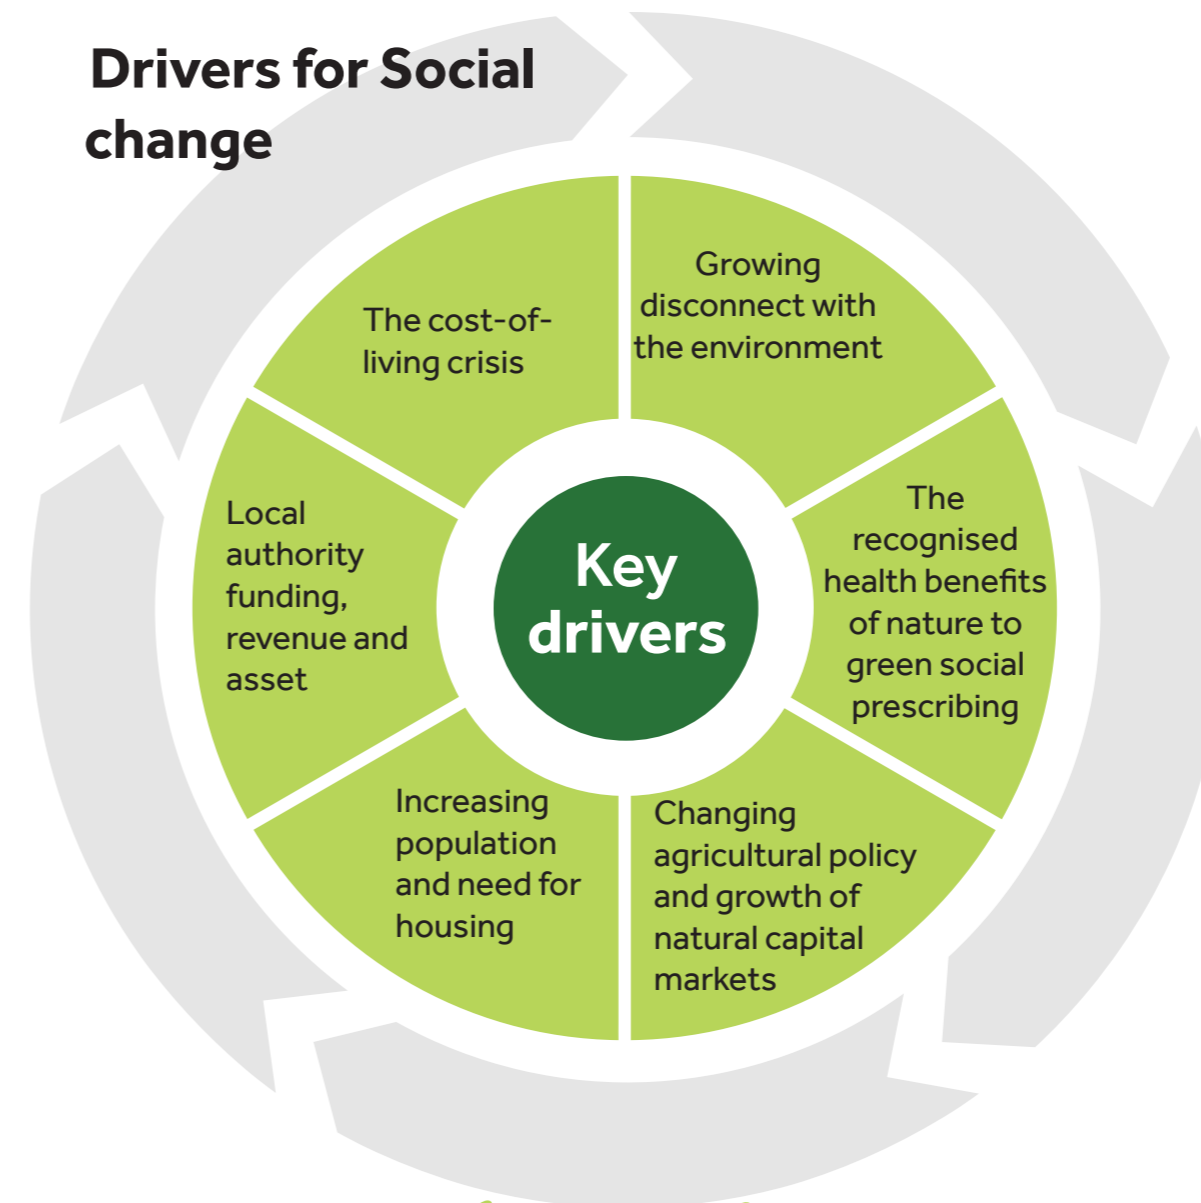 Drivers for Social
change
Growing
disconnect with
the environment
The
recognised
health benefits
of nature to
green social
prescribing
Changing
agricultural policy
and growth of
natural capital
markets
Increasing
population
and need for
housing
Local
authority
funding,
revenue and
asset
The cost-of-
living crisis
Key
drivers